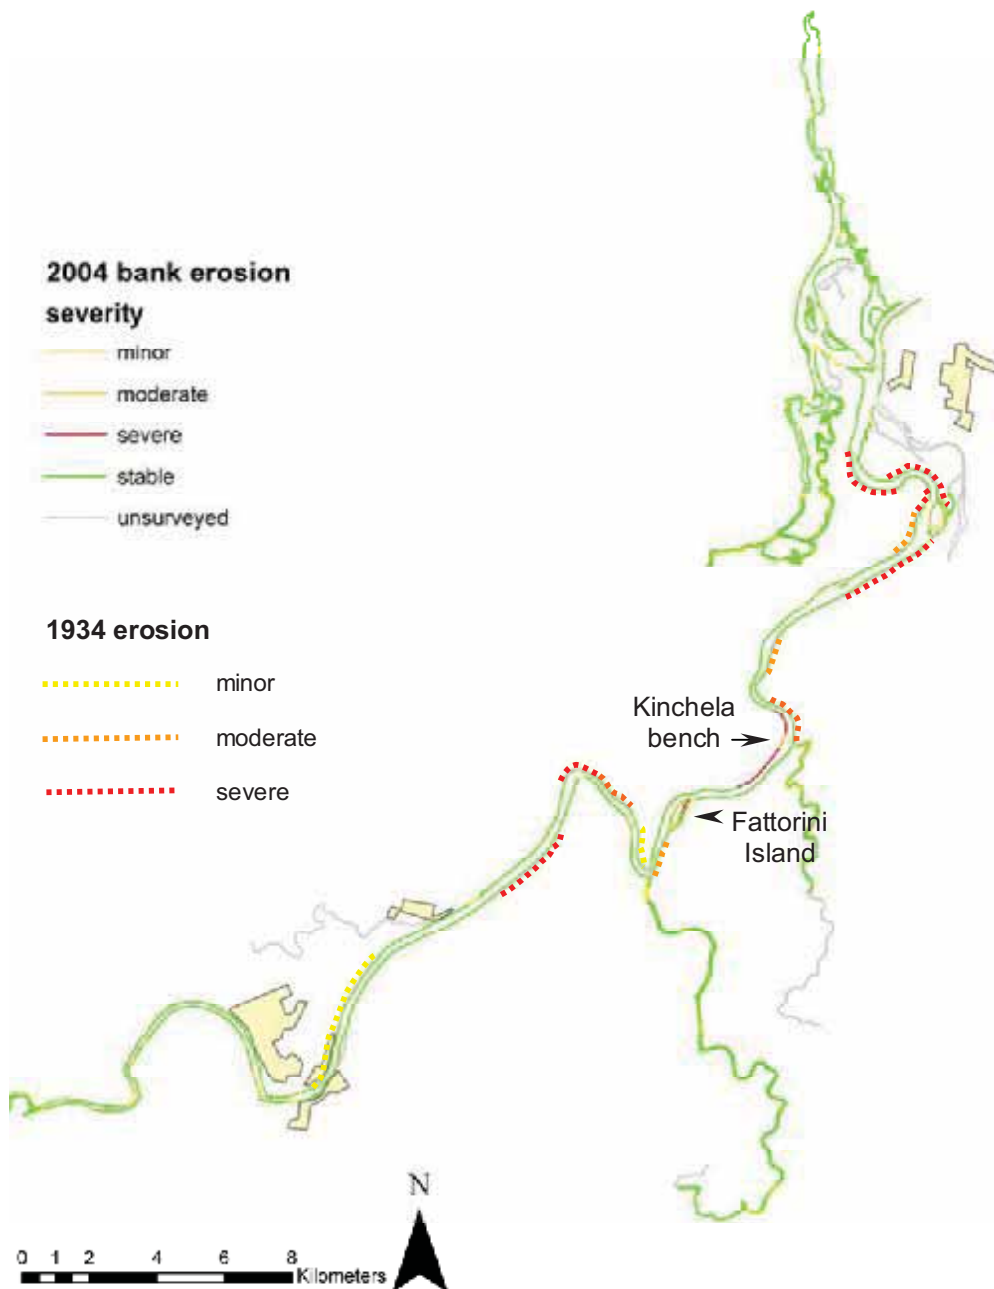 2004 bank erosion
severity
minor
moderate
severe
stable
unsurveyed
1934 erosion
minor
moderate
severe
Kinchela
bench
Fattorini
Island
N
0 1 2 4 6 8
Kilometers